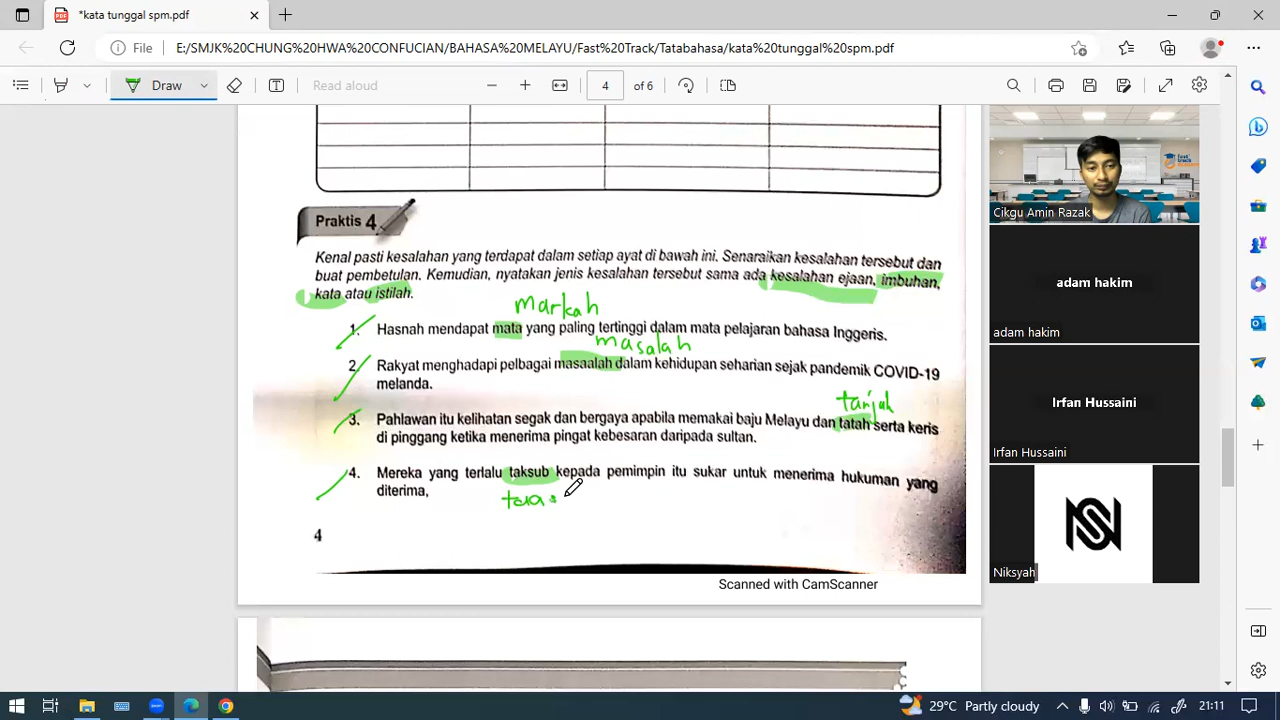 *kata tunggal spm.pdf
File
E:/SMJK%20CHUNG%20HWA%20CONFUCIAN/BAHASA%20MELAYU/Fast%20Track/Tatabahasa/kata%20tunggal%20spm.pdf
Draw
Read aloud
4
of 6
Praktis 4
Kenal pasti kesalahan yang terdapat dalam setiap ayat di bawah ini. Senaraikan kesalahan tersebut dan
buat pembetulan. Kemudian, nyatakan jenis kesalahan tersebut sama ada kesalahan ejaan, imbuhan,
kata atau istilah.
markah
1. Hasnah mendapat mata yang paling tertinggi dalam mata pelajaran bahasa Inggeris.
masalah
2. Rakyat menghadapi pelbagai masaalah dalam kehidupan seharian sejak pandemik COVID-19
melanda.
tanjak
3. Pahlawan itu kelihatan segak dan bergaya apabila memakai baju Melayu dan tatah serta keris
di pinggang ketika menerima pingat kebesaran daripada sultan.
4. Mereka yang terlalu taksub kepada pemimpin itu sukar untuk menerima hukuman yang
diterima,
4
Scanned with CamScanner
fast track
Cikgu Amin Razak
adam hakim
adam hakim
Irfan Hussaini
Irfan Hussaini
NS
Niksyah
29°C Partly cloudy
21:11